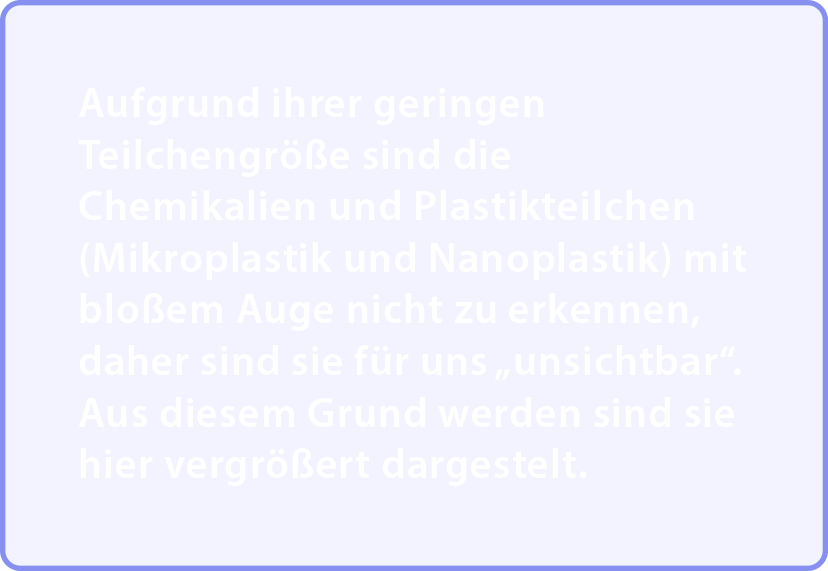 Aufgrund ihrer geringen
Teilchengröße sind die
Chemikalien und Plastikteilchen
(Mikroplastik und Nanoplastik) mit
bloßem Auge nicht zu erkennen,
daher sind sie für uns „unsichtbar“.
Aus diesem Grund werden sind sie
hier vergrößert dargestelt.